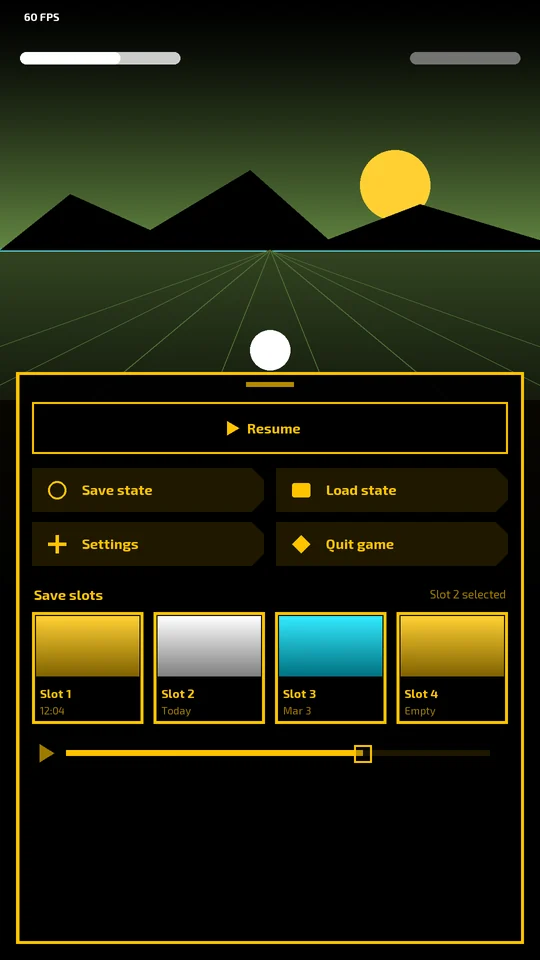 60 FPS
Resume
Save state
Load state
Settings
Quit game
Save slots
Slot 2 selected
Slot 1
12:04
Slot 2
Today
Slot 3
Mar 3
Slot 4
Empty